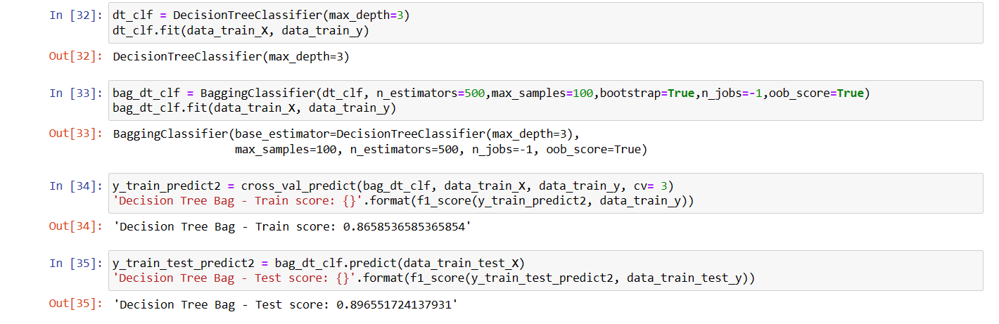 In [32]: dt_clf = DecisionTreeClassifier(max_depth=3)
dt_clf.fit(data_train_X, data_train_y)
Out[32]: DecisionTreeClassifier(max_depth=3)
In [33]: bag_dt_clf = BaggingClassifier(dt_clf, n_estimators=500,max_samples=100,bootstrap=True,n_jobs=-1,oob_score=True)
bag_dt_clf.fit(data_train_X, data_train_y)
Out[33]: BaggingClassifier(base_estimator=DecisionTreeClassifier(max_depth=3),
max_samples=100, n_estimators=500, n_jobs=-1, oob_score=True)
In [34]: y_train_predict2 = cross_val_predict(bag_dt_clf, data_train_X, data_train_y, cv= 3)
'Decision Tree Bag - Train score: {}'.format(f1_score(y_train_predict2, data_train_y))
Out[34]: 'Decision Tree Bag - Train score: 0.8658536585365854'
In [35]: y_train_test_predict2 = bag_dt_clf.predict(data_train_test_X)
'Decision Tree Bag - Test score: {}'.format(f1_score(y_train_test_predict2, data_train_test_y))
Out[35]: 'Decision Tree Bag - Test score: 0.896551724137931'